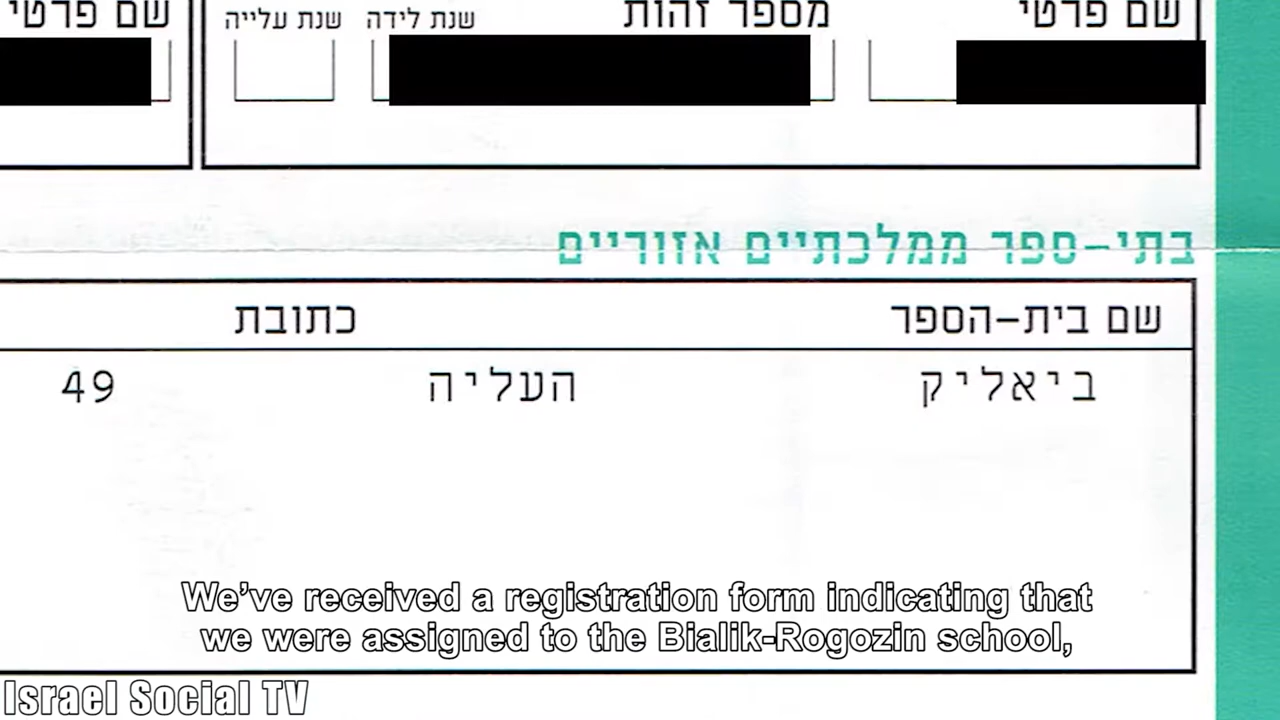 שם פרטי מספר זהות שנת לידה שנת עלייה שם פרטי
בתי-ספר ממלכתיים אזוריים
שם בית-הספר כתובת
ביאליק העליה 49
We've received a registration form indicating that
we were assigned to the Bialik-Rogozin school,
Israel Social TV